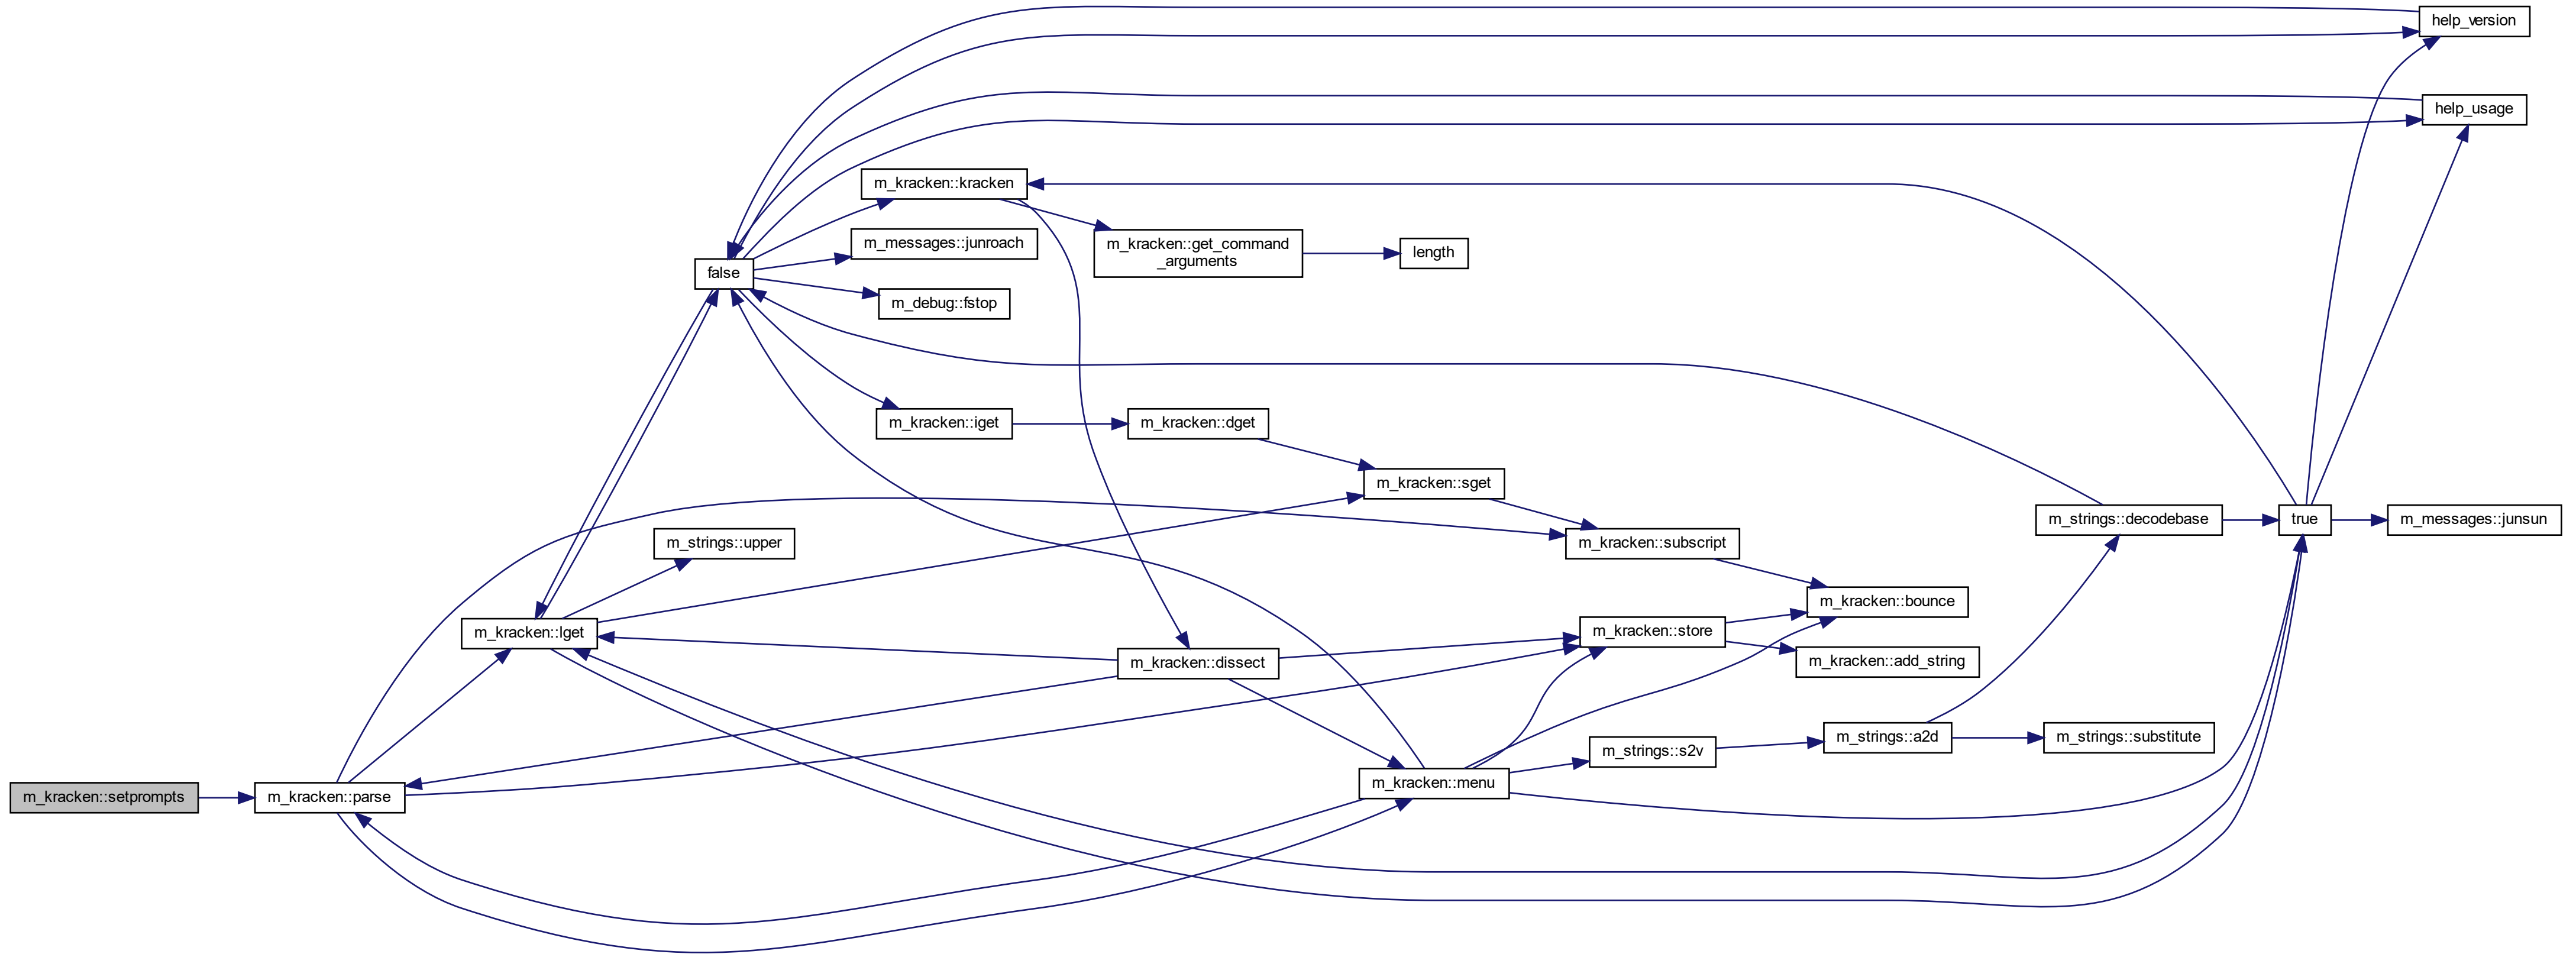 help_version
help_usage
m_kracken::kracken
m_messages::junroach
m_kracken::get_command
_arguments
length
false
m_debug::fstop
m_kracken::iget
m_kracken::dget
m_kracken::sget
m_strings::upper
m_kracken::subscript
m_strings::decodebase
true
m_messages::junsun
m_kracken::bounce
m_kracken::lget
m_kracken::store
m_kracken::dissect
m_kracken::add_string
m_strings::a2d
m_strings::substitute
m_strings::s2v
m_kracken::menu
m_kracken::setprompts
m_kracken::parse